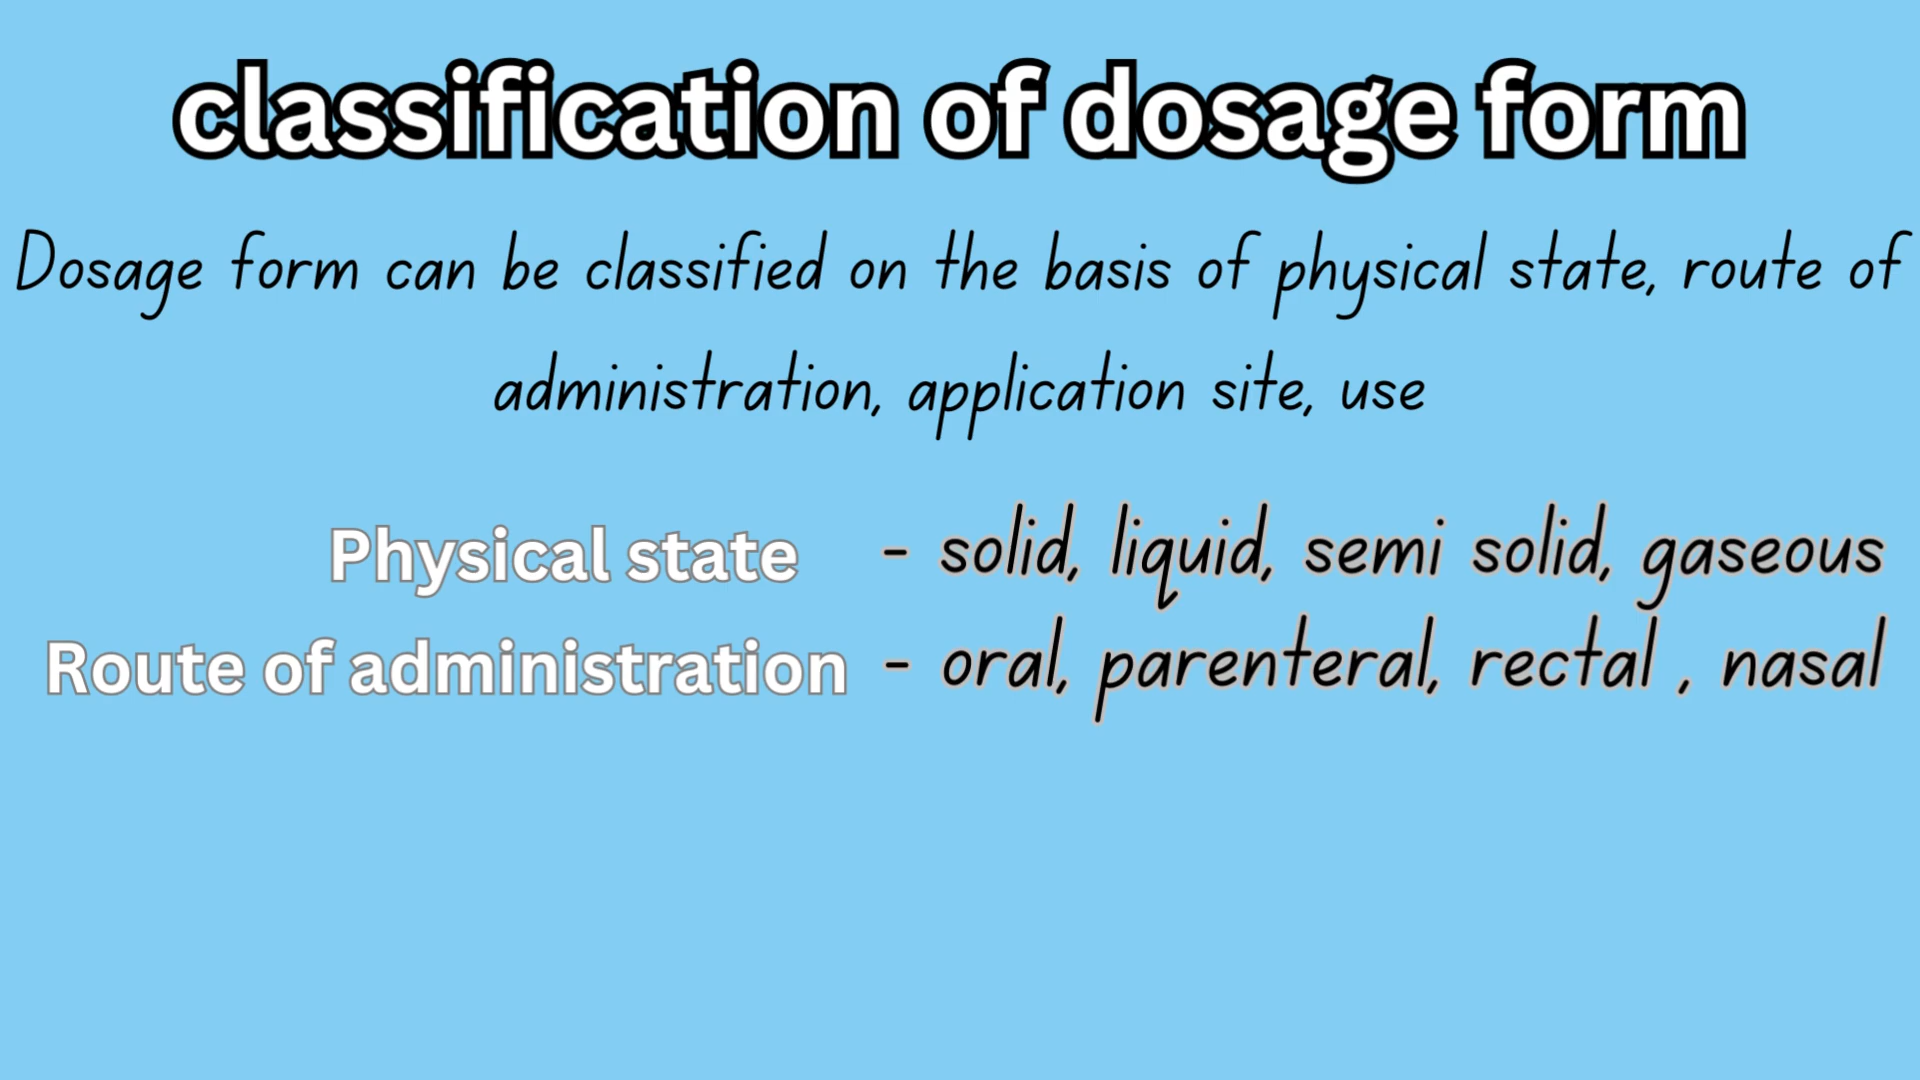 classification of dosage form
Dosage form can be classified on the basis of physical state, route of
administration, application site, use
Physical state - solid, liquid, semi solid, gaseous
Route of administration - oral, parenteral, rectal , nasal